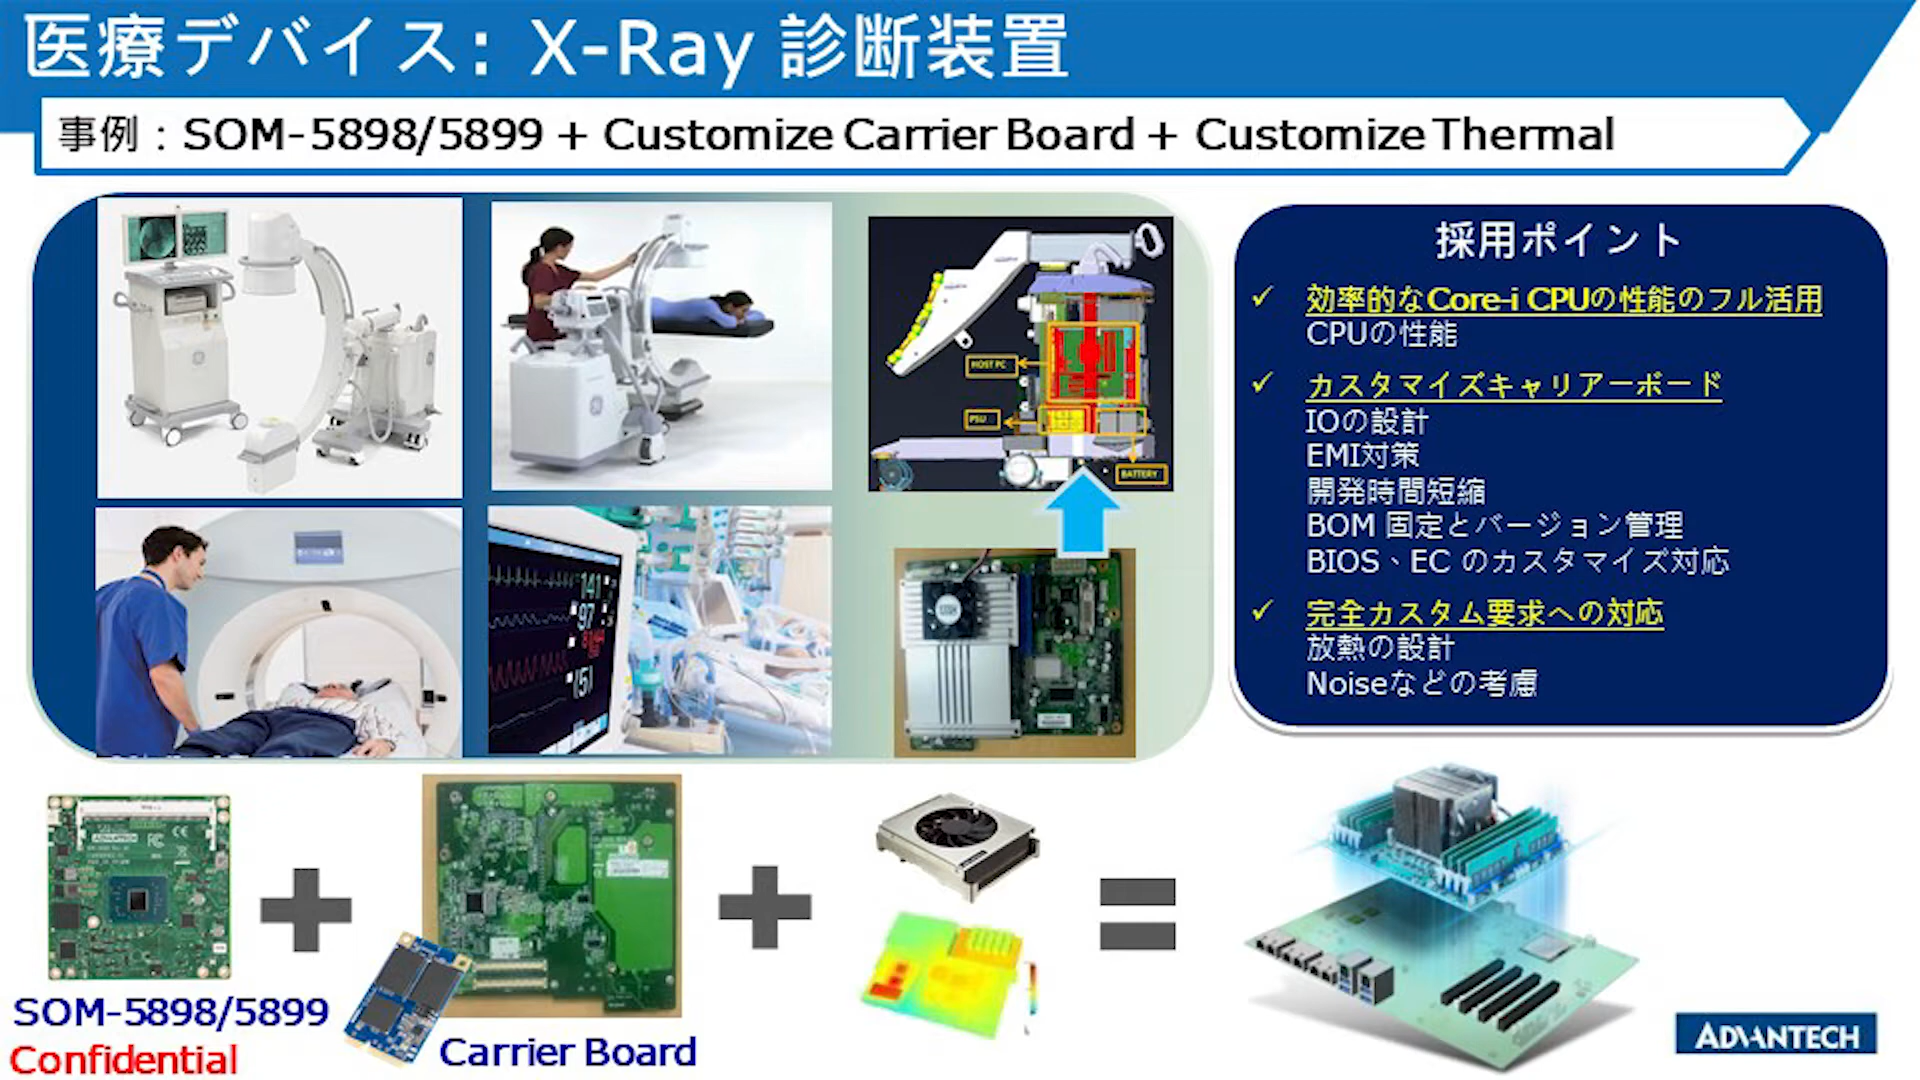 医療デバイス: X-Ray 診断装置
事例：SOM-5898/5899 + Customize Carrier Board + Customize Thermal
HOST PC
PSU
BATTERY
141
97
採用ポイント
✓ 効率的なCore-i CPUの性能のフル活用
CPUの性能
✓ カスタマイズキャリアーボード
IOの設計
EMI対策
開発時間短縮
BOM 固定とバージョン管理
BIOS、EC のカスタマイズ対応
✓ 完全カスタム要求への対応
放熱の設計
Noiseなどの考慮
ADVANTECH
SOM-5898/5899
Confidential
Carrier Board
ADVANTECH